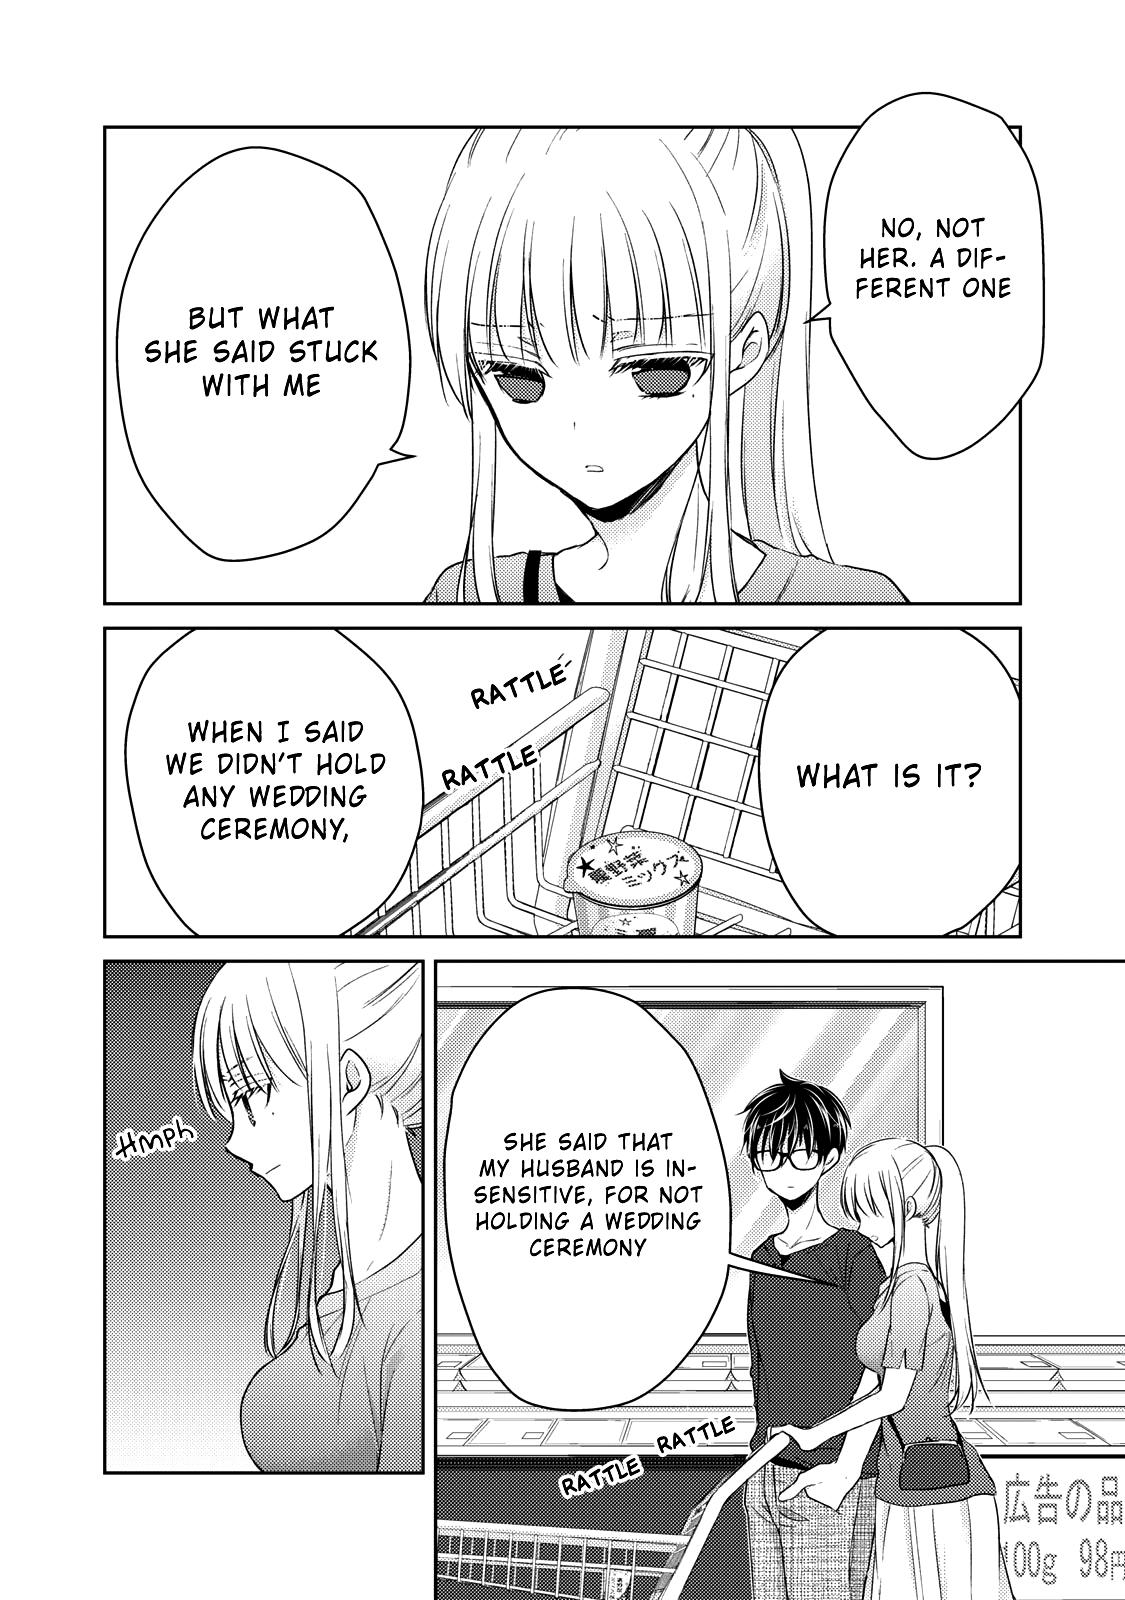 NO, NOT
HER. A DIF-
FERENT ONE
BUT WHAT
SHE SAID STUCK
WITH ME
WHAT IS IT?
RATTLE
RATTLE
夏野菜
ミックス
WHEN I SAID
WE DIDN'T HOLD
ANY WEDDING
CEREMONY,
SHE SAID THAT
MY HUSBAND IS IN-
SENSITIVE, FOR NOT
HOLDING A WEDDING
CEREMONY
RATTLE
RATTLE
広告の品
100g 98円
HMPH